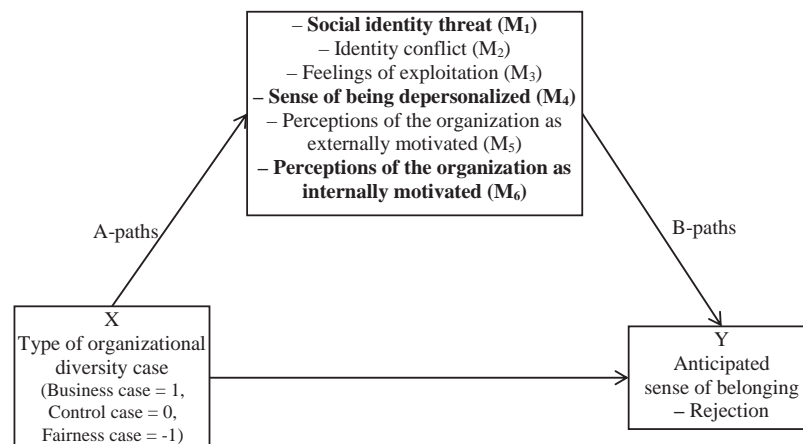 – Social identity threat (M₁)
– Identity conflict (M₂)
– Feelings of exploitation (M₃)
– Sense of being depersonalized (M₄)
– Perceptions of the organization as
externally motivated (M₅)
– Perceptions of the organization as
internally motivated (M₆)
A-paths
B-paths
X
Type of organizational
diversity case
(Business case = 1,
Control case = 0,
Fairness case = -1)
Y
Anticipated
sense of belonging
– Rejection